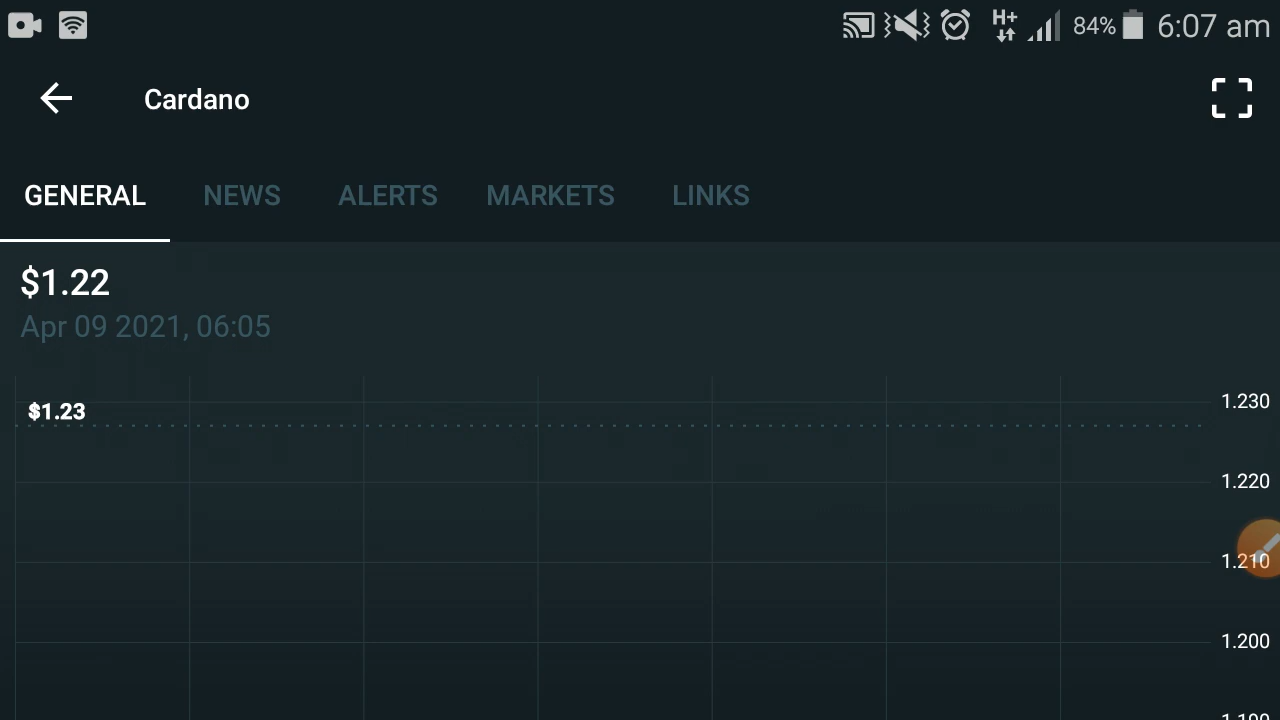 H+ 84% 6:07 am
Cardano
GENERAL NEWS ALERTS MARKETS LINKS
$1.22
Apr 09 2021, 06:05
$1.23
1.230
1.220
1.210
1.200